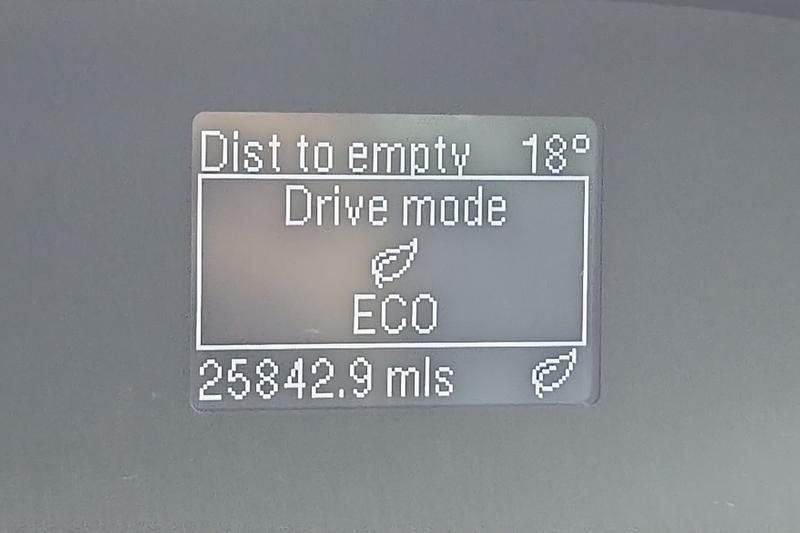 Dist to empty 18°
Drive mode
ECO
25842.9 mls